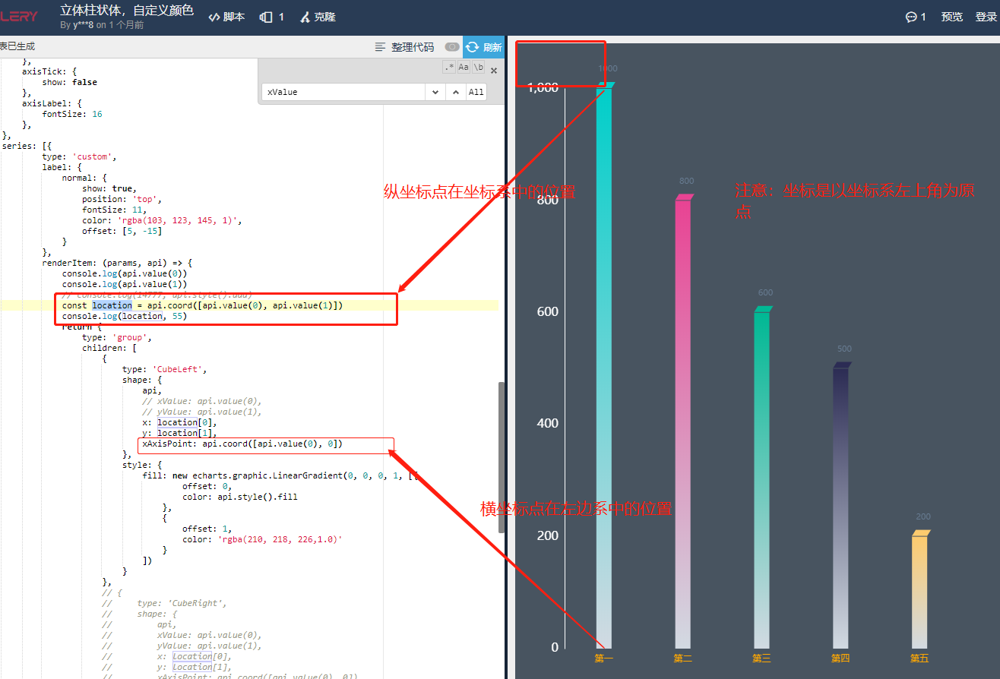 LERY
立体柱状体，自定义颜色
By y***8 on 1 个月前
脚本
1
克隆
1
预览
登录
表已生成
整理代码
刷新
.* Aa \b ×
xValue
All
},
axisTick: {
show: false
},
axisLabel: {
fontSize: 16
},
},
series: [{
type: 'custom',
label: {
normal: {
show: true,
position: 'top',
fontSize: 11,
color: 'rgba(103, 123, 145, 1)',
offset: [5, -15]
}
},
renderItem: (params, api) => {
console.log(api.value(0))
console.log(api.value(1))
// console.log(14777, api.style().ddd)
const location = api.coord([api.value(0), api.value(1)])
console.log(location, 55)
return {
type: 'group',
children: [
{
type: 'CubeLeft',
shape: {
api,
// xValue: api.value(0),
// yValue: api.value(1),
x: location[0],
y: location[1],
xAxisPoint: api.coord([api.value(0), 0])
},
style: {
fill: new echarts.graphic.LinearGradient(0, 0, 0, 1, [{
offset: 0,
color: api.style().fill
},
{
offset: 1,
color: 'rgba(210, 218, 226,1.0)'
}
])
}
},
// {
// type: 'CubeRight',
// shape: {
// api,
// xValue: api.value(0),
// yValue: api.value(1),
// x: location[0],
// y: location[1],
// xAxisPoint: api.coord([api.value(0), 0])
纵坐标点在坐标系中的位置
横坐标点在左边系中的位置
注意：坐标是以坐标系左上角为原
点
1000
1,000
800
800
600
600
500
400
200
200
0
第一
第二
第三
第四
第五